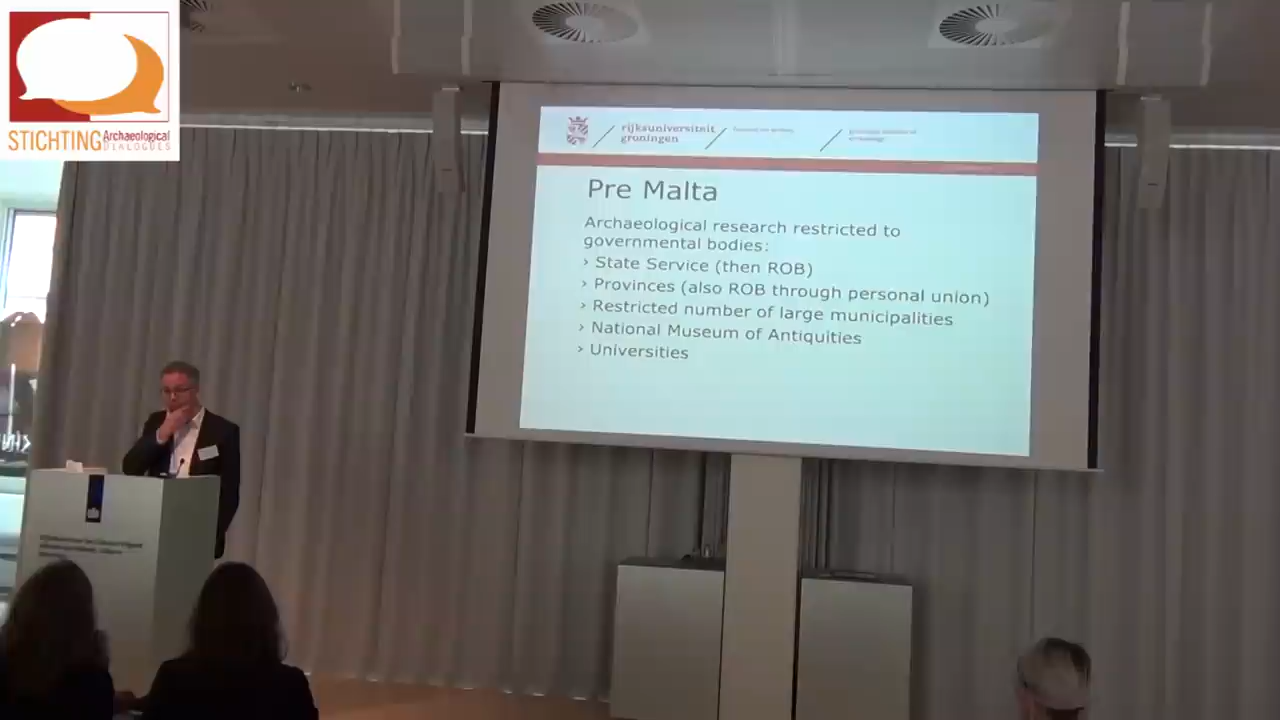 STICHTING Archaeological
DIALOGUES
rijksuniversiteit
groningen
Pre Malta
Archaeological research restricted to
governmental bodies:
› State Service (then ROB)
› Provinces (also ROB through personal union)
› Restricted number of large municipalities
› National Museum of Antiquities
› Universities